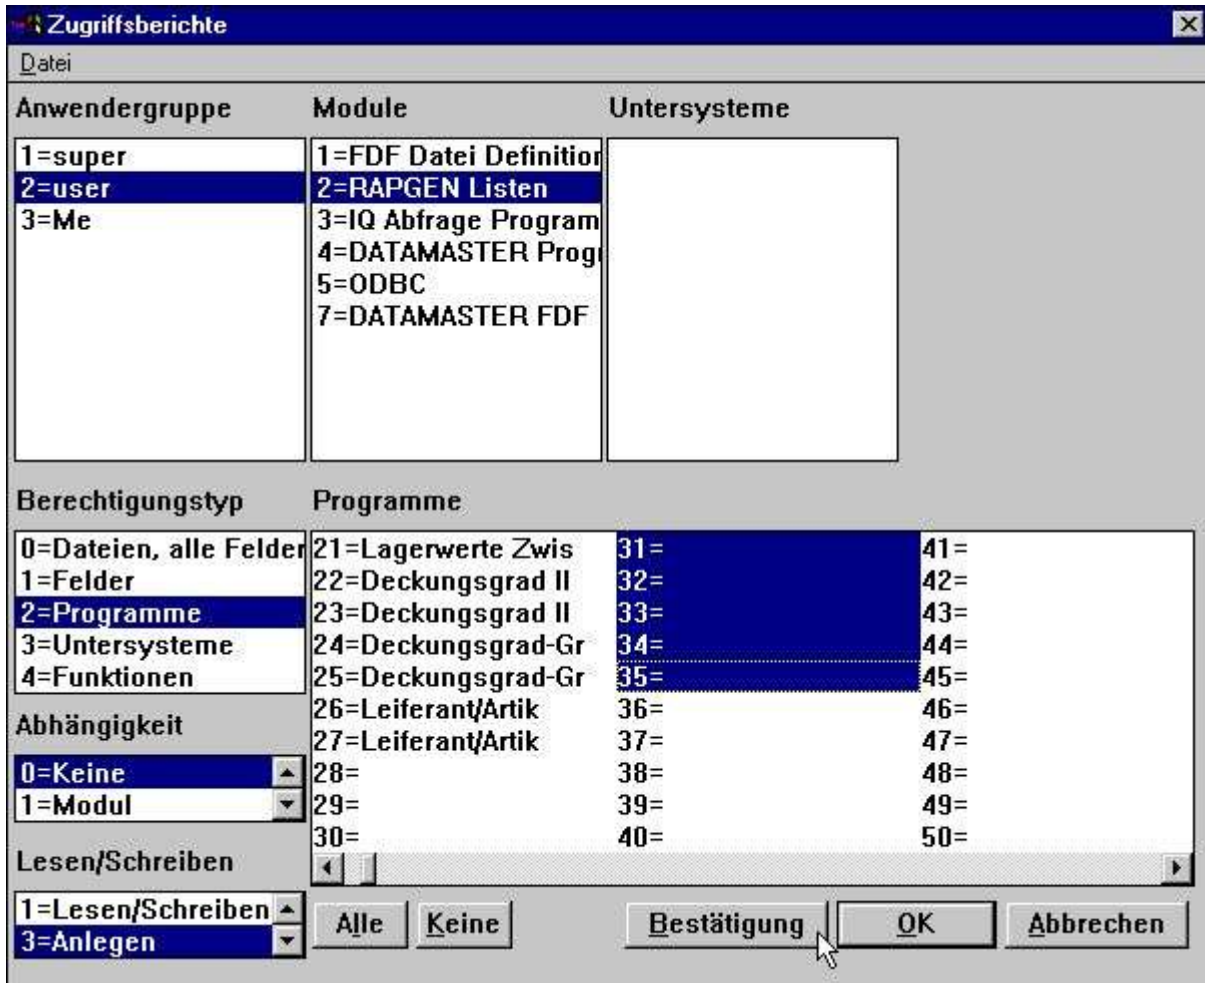 Zugriffsberichte
Datei
Anwendergruppe
1=super
2=user
3=Me
Module
1=FDF Datei Definition
2=RAPGEN Listen
3=IQ Abfrage Program
4=DATAMASTER Prog
5=ODBC
7=DATAMASTER FDF
Untersysteme
Berechtigungstyp
0=Dateien, alle Felder
1=Felder
2=Programme
3=Untersysteme
4=Funktionen
Abhängigkeit
0=Keine
1=Modul
Lesen/Schreiben
1=Lesen/Schreiben
3=Anlegen
Programme
21=Lagerwerte Zwis
22=Deckungsgrad II
23=Deckungsgrad II
24=Deckungsgrad-Gr
25=Deckungsgrad-Gr
26=Leiferant/Artik
27=Leiferant/Artik
28=
29=
30=
31=
32=
33=
34=
35=
36=
37=
38=
39=
40=
41=
42=
43=
44=
45=
46=
47=
48=
49=
50=
Alle
Keine
Bestätigung
OK
Abbrechen